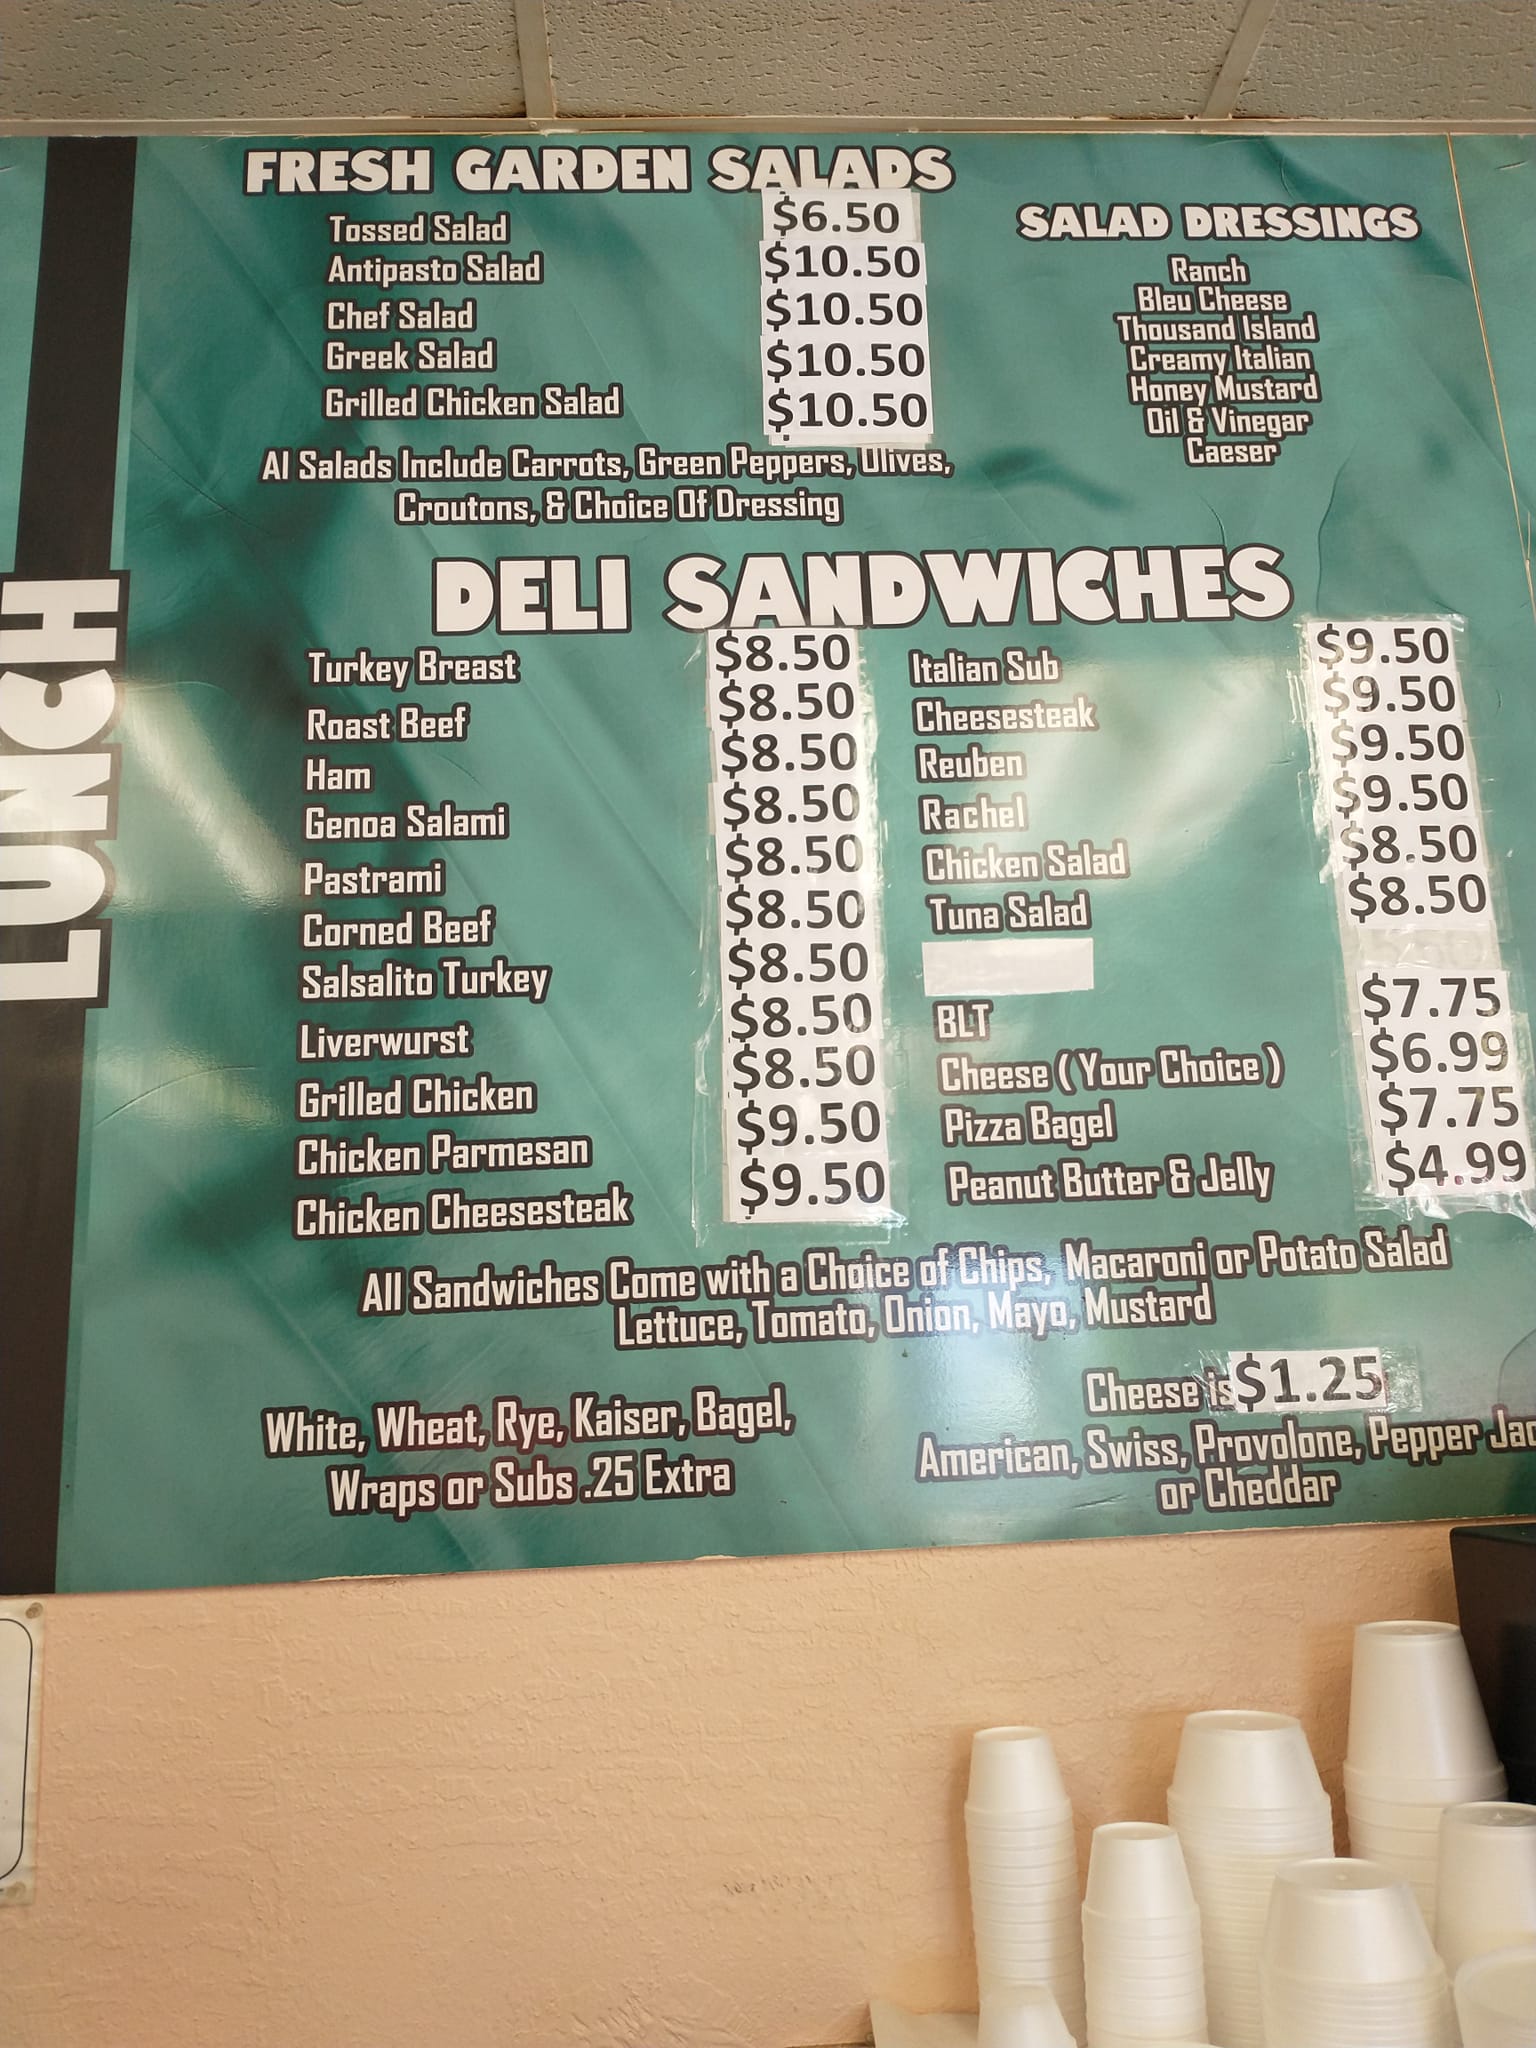 LUNCH
FRESH GARDEN SALADS
Tossed Salad $6.50
Antipasto Salad $10.50
Chef Salad $10.50
Greek Salad $10.50
Grilled Chicken Salad $10.50
Al Salads Include Carrots, Green Peppers, Olives,
Croutons, & Choice Of Dressing
SALAD DRESSINGS
Ranch
Bleu Cheese
Thousand Island
Creamy Italian
Honey Mustard
Oil & Vinegar
Caeser
DELI SANDWICHES
Turkey Breast $8.50
Roast Beef $8.50
Ham $8.50
Genoa Salami $8.50
Pastrami $8.50
Corned Beef $8.50
Salsalito Turkey $8.50
Liverwurst $8.50
Grilled Chicken $8.50
Chicken Parmesan $9.50
Chicken Cheesesteak $9.50
Italian Sub $9.50
Cheesesteak $9.50
Reuben $9.50
Rachel $9.50
Chicken Salad $8.50
Tuna Salad $8.50
BLT $7.75
Cheese ( Your Choice ) $6.99
Pizza Bagel $7.75
Peanut Butter & Jelly $4.99
All Sandwiches Come with a Choice of Chips, Macaroni or Potato Salad
Lettuce, Tomato, Onion, Mayo, Mustard
White, Wheat, Rye, Kaiser, Bagel,
Wraps or Subs .25 Extra
Cheese is $1.25
American, Swiss, Provolone, Pepper Jac
or Cheddar